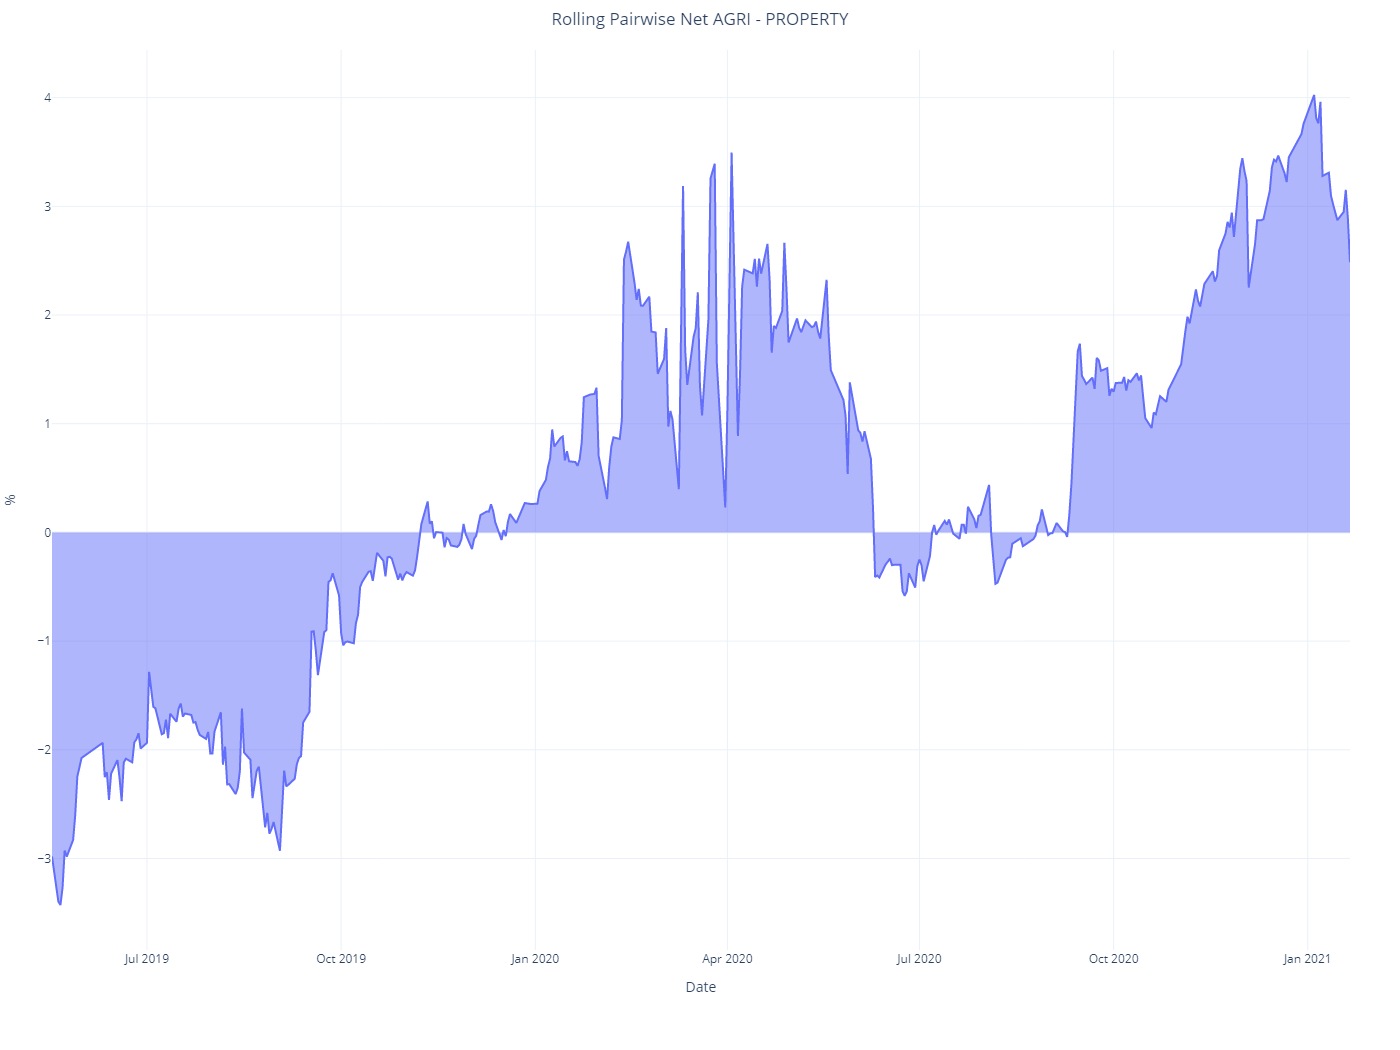 Rolling Pairwise Net AGRI - PROPERTY
4
3
2
1
0
−1
−2
−3
%
Jul 2019
Oct 2019
Jan 2020
Apr 2020
Jul 2020
Oct 2020
Jan 2021
Date